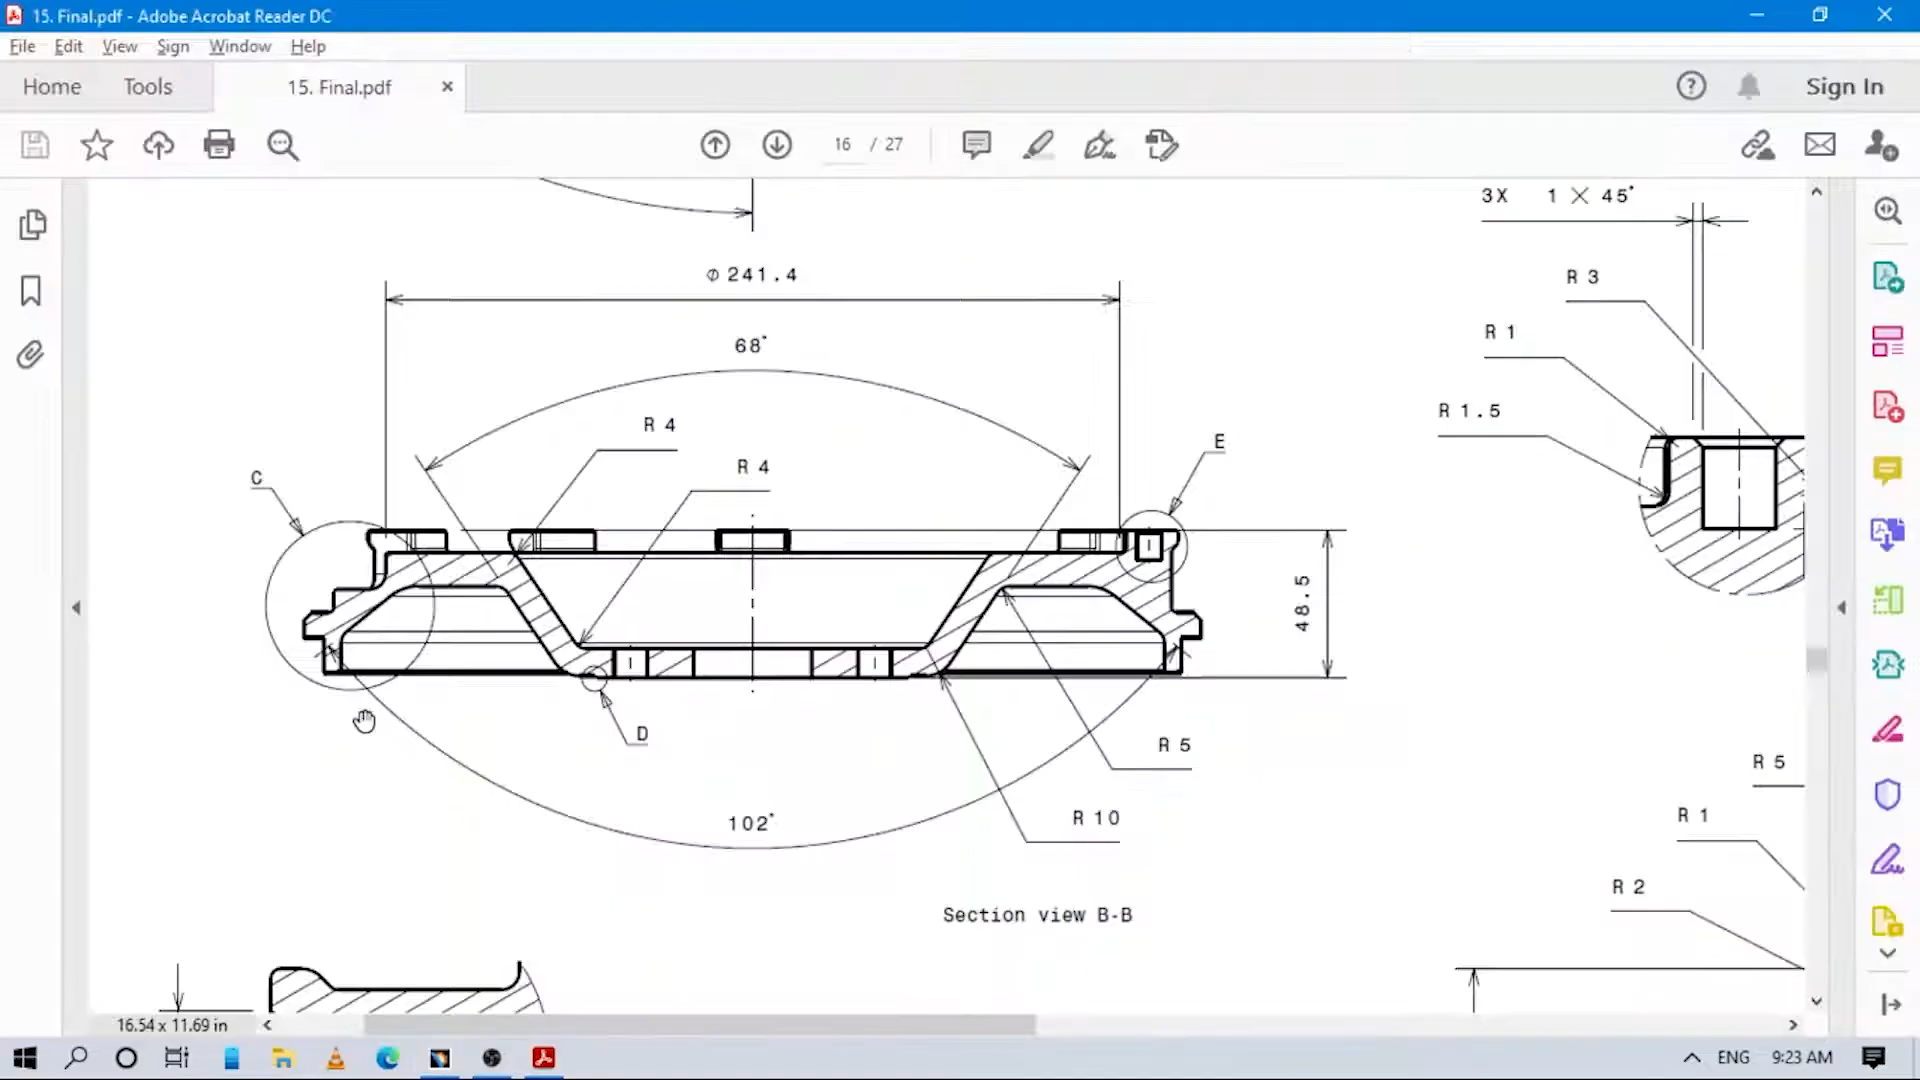 15. Final.pdf - Adobe Acrobat Reader DC
File Edit View Sign Window Help
Home Tools 15. Final.pdf × Sign In
16 / 27
3X 1 × 45°
Φ 241.4
R 3
R 1
68°
R 1.5
R 4
E
R 4
C
48.5
D
R 5
R 5
R 10
R 1
102°
R 2
Section view B-B
16.54 x 11.69 in
ENG 9:23 AM